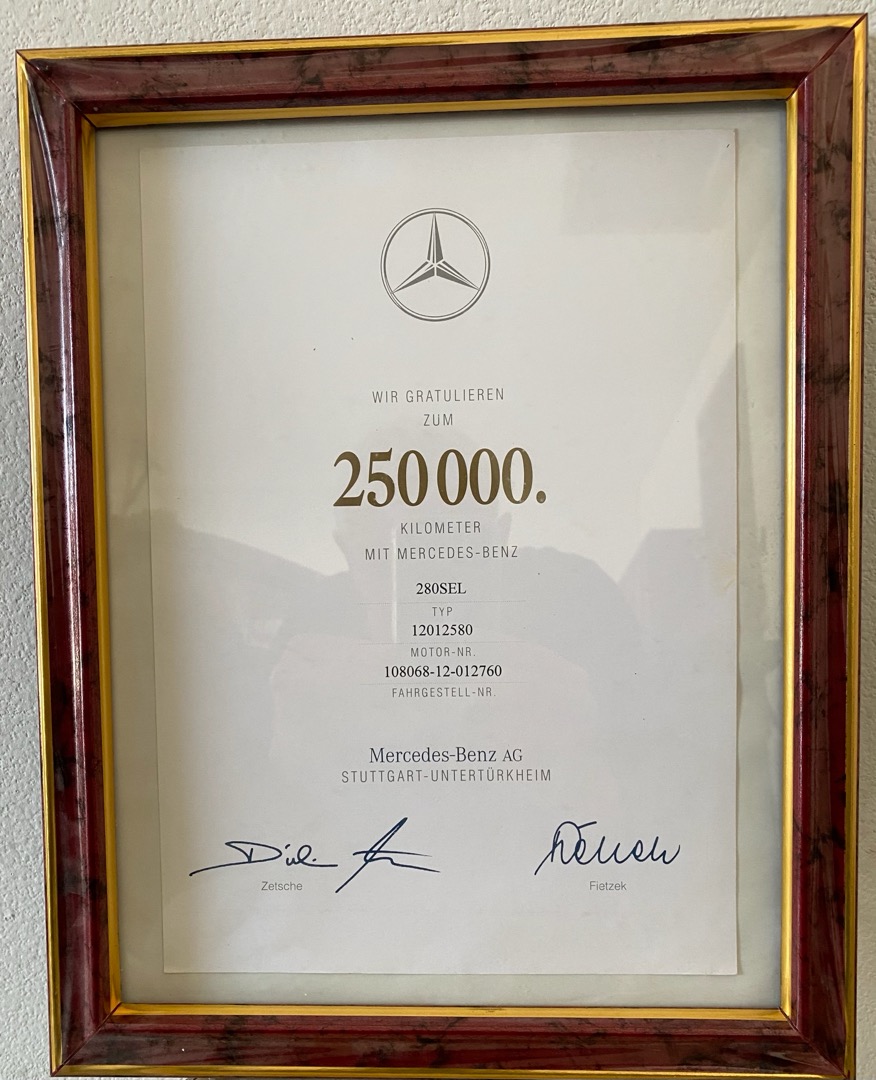 WIR GRATULIEREN
ZUM
250 000.
KILOMETER
MIT MERCEDES-BENZ
280SEL
TYP
12012580
MOTOR-NR.
108068-12-012760
FAHRGESTELL-NR.
Mercedes-Benz AG
STUTTGART-UNTERTÜRKHEIM
Zetsche Fietzek